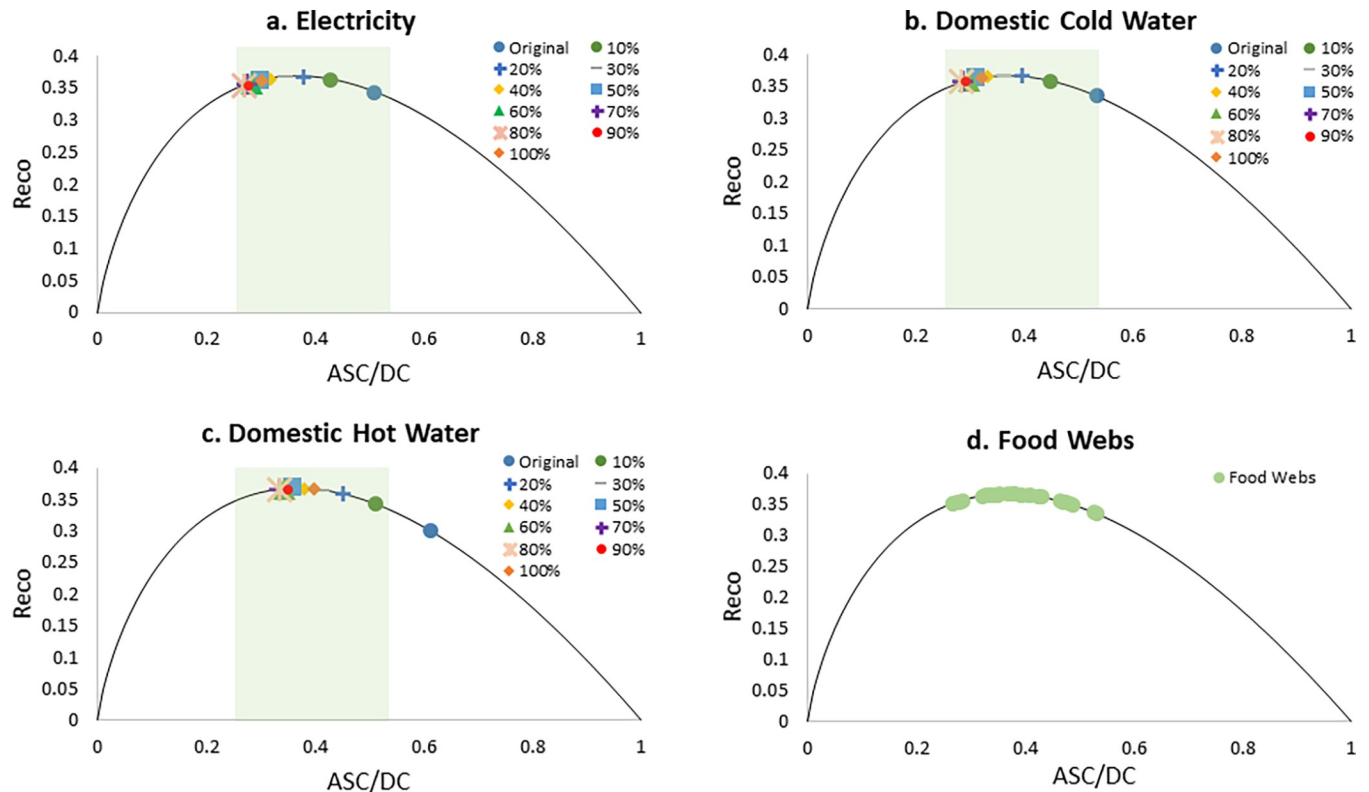 a. Electricity
Original 10%
20% 30%
40% 50%
60% 70%
80% 90%
100%
0.4
0.35
0.3
0.25
0.2
0.15
0.1
0.05
0
Reco
0 0.2 0.4 0.6 0.8 1
ASC/DC
b. Domestic Cold Water
Original 10%
20% 30%
40% 50%
60% 70%
80% 90%
100%
0.4
0.35
0.3
0.25
0.2
0.15
0.1
0.05
0
Reco
0 0.2 0.4 0.6 0.8 1
ASC/DC
c. Domestic Hot Water
Original 10%
20% 30%
40% 50%
60% 70%
80% 90%
100%
0.4
0.35
0.3
0.25
0.2
0.15
0.1
0.05
0
Reco
0 0.2 0.4 0.6 0.8 1
ASC/DC
d. Food Webs
Food Webs
0.4
0.35
0.3
0.25
0.2
0.15
0.1
0.05
0
Reco
0 0.2 0.4 0.6 0.8 1
ASC/DC